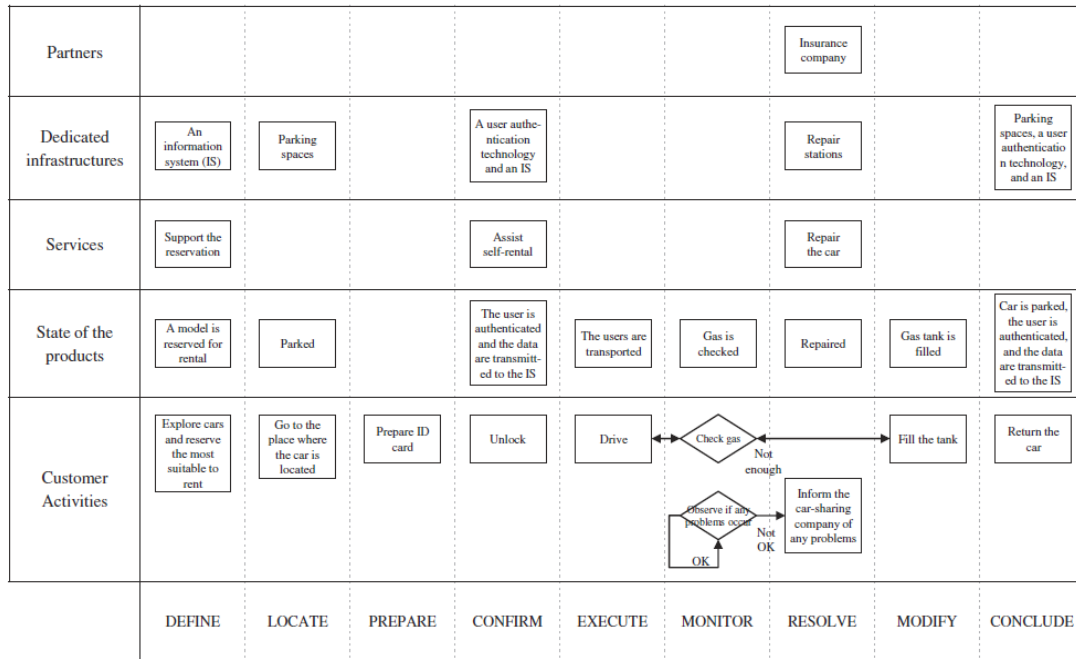 Partners
Insurance
company
Dedicated
infrastructures
An
information
system (IS)
Parking
spaces
A user authe-
ntication
technology
and an IS
Repair
stations
Parking
spaces, a user
authenticatio
n technology,
and an IS
Services
Support the
reservation
Assist
self-rental
Repair
the car
State of the
products
A model is
reserved for
rental
Parked
The user is
authenticated
and the data
are transmitt-
ed to the IS
The users are
transported
Gas is
checked
Repaired
Gas tank is
filled
Car is parked,
the user is
authenticated,
and the data
are transmitt-
ed to the IS
Customer
Activities
Explore cars
and reserve
the most
suitable to
rent
Go to the
place where
the car is
located
Prepare ID
card
Unlock
Drive
Check gas
Not
enough
Fill the tank
Return the
car
Observe if any
problems occur
OK
Not
OK
Inform the
car-sharing
company of
any problems
DEFINE
LOCATE
PREPARE
CONFIRM
EXECUTE
MONITOR
RESOLVE
MODIFY
CONCLUDE